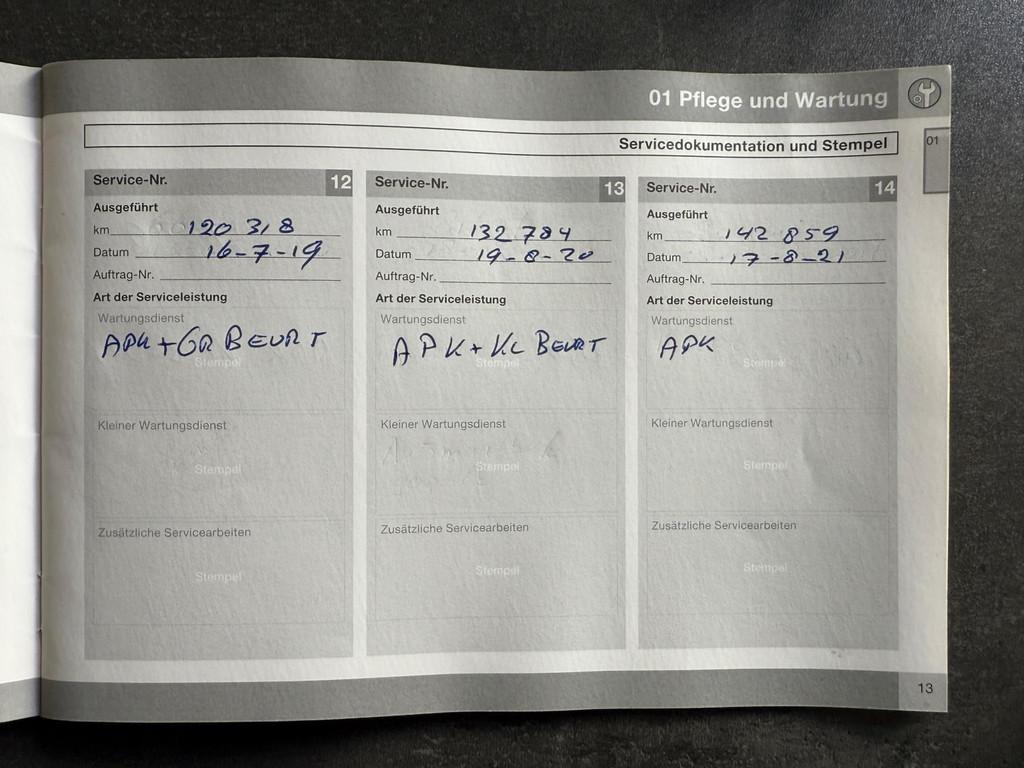 01 Pflege und Wartung
01
Servicedokumentation und Stempel
Service-Nr. 12
Ausgeführt
km 120 318
Datum 16-7-19
Auftrag-Nr.
Art der Serviceleistung
Wartungsdienst
APK + GR BEURT
Kleiner Wartungsdienst
Stempel
Zusätzliche Servicearbeiten
Stempel
Service-Nr. 13
Ausgeführt
km 132 784
Datum 19-8-20
Auftrag-Nr.
Art der Serviceleistung
Wartungsdienst
APK + KL BEURT
Stempel
Kleiner Wartungsdienst
Stempel
Zusätzliche Servicearbeiten
Stempel
Service-Nr. 14
Ausgeführt
km 142 859
Datum 17-8-21
Auftrag-Nr.
Art der Serviceleistung
Wartungsdienst
APK
Stempel
Kleiner Wartungsdienst
Stempel
Zusätzliche Servicearbeiten
Stempel
13